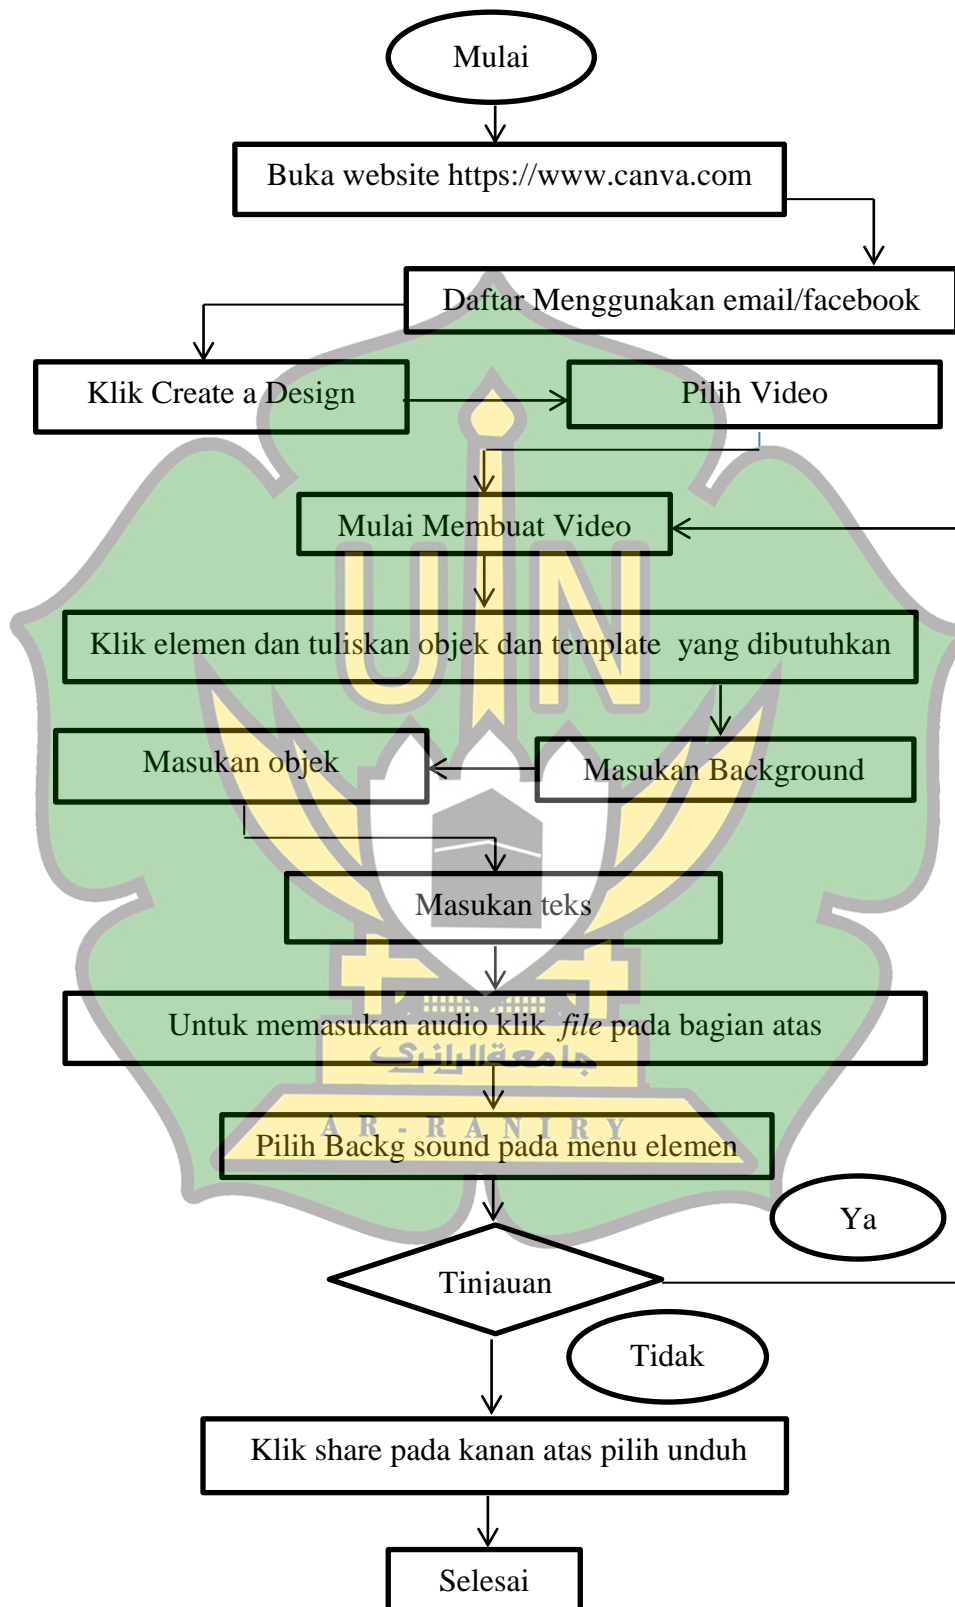 Mulai
Buka website https://www.canva.com
Daftar Menggunakan email/facebook
Klik Create a Design
Pilih Video
Mulai Membuat Video
UIN
Klik elemen dan tuliskan objek dan template yang dibutuhkan
Masukan objek
Masukan Background
Masukan teks
Untuk memasukan audio klik file pada bagian atas
جامعة الرانري
AR-RANIRY
Pilih Backg sound pada menu elemen
Ya
Tinjauan
Tidak
Klik share pada kanan atas pilih unduh
Selesai